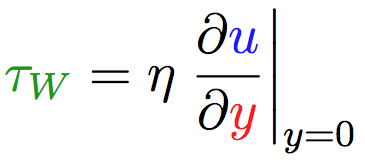 τ_W = η ∂u/∂y |_{y=0}